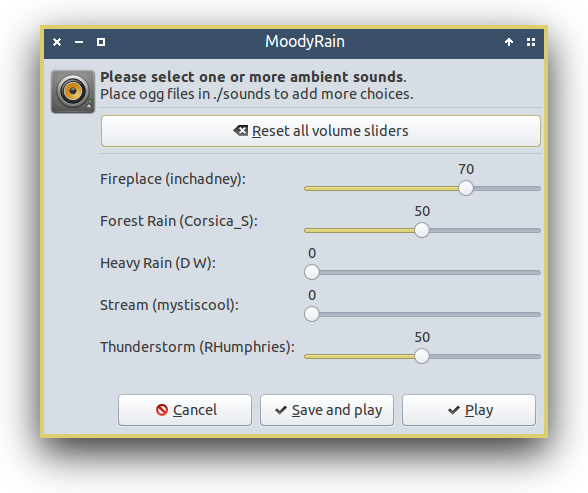 MoodyRain
Please select one or more ambient sounds.
Place ogg files in ./sounds to add more choices.
Reset all volume sliders
70
Fireplace (inchadney):
50
Forest Rain (Corsica_S):
0
Heavy Rain (D W):
0
Stream (mystiscool):
50
Thunderstorm (RHumphries):
Cancel
Save and play
Play